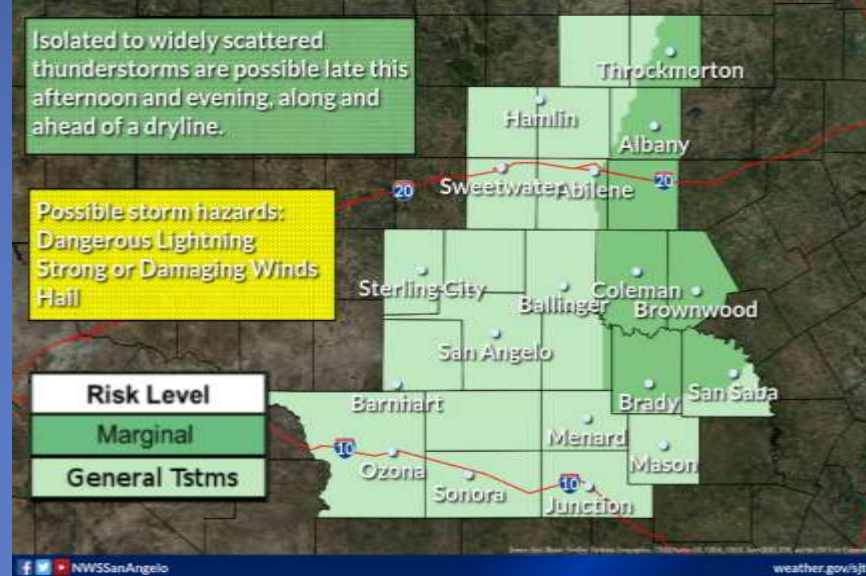 Isolated to widely scattered
thunderstorms are possible late this
afternoon and evening, along and
ahead of a dryline.
Throckmorton
Hamlin
Albany
Sweetwater
Abilene
20
20
Possible storm hazards:
Dangerous Lightning
Strong or Damaging Winds
Hail
Sterling City
Ballinger
Coleman
Brownwood
San Angelo
Risk Level
Marginal
General Tstms
Barnhart
Brady
San Saba
Menard
Mason
10
Ozona
Sonora
10
Junction
NWSSanAngelo
weather.gov/sjt